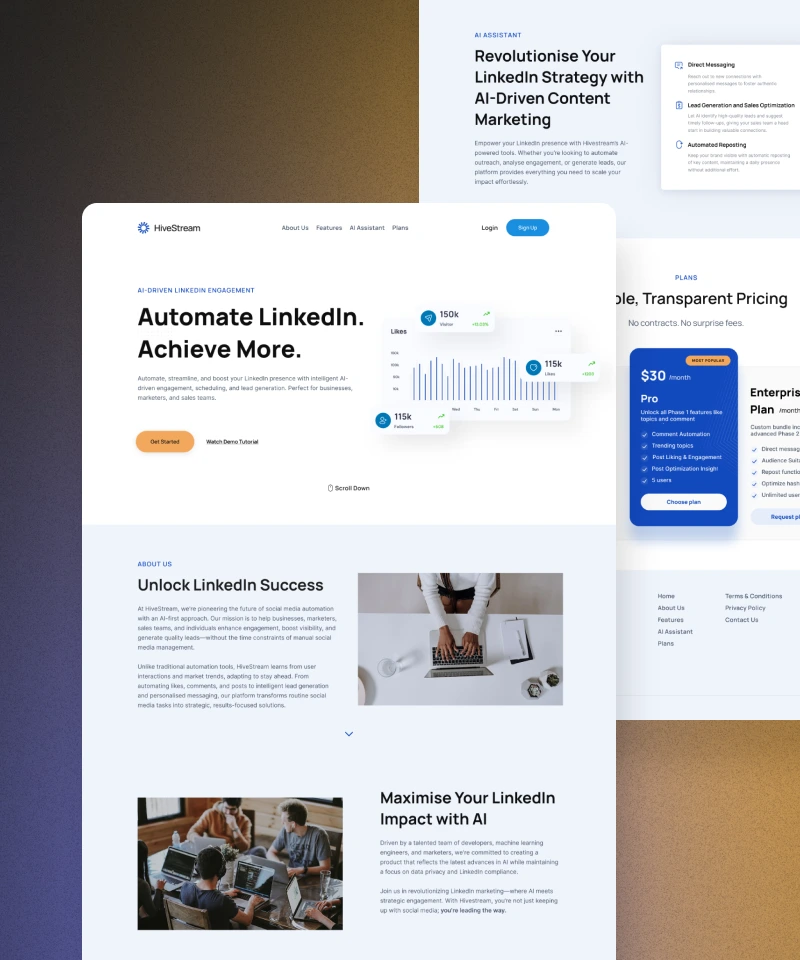 AI ASSISTANT
Revolutionise Your
LinkedIn Strategy with
AI-Driven Content
Marketing
Empower your LinkedIn presence with Hivestream's AI-
powered tools. Whether you're looking to automate
outreach, analyse engagement, or generate leads, our
platform provides everything you need to scale your
impact effortlessly.
Direct Messaging
Reach out to new connections with
personalised messages to foster authentic
relationships.
Lead Generation and Sales Optimization
Let AI identify high-quality leads and suggest
timely follow-ups, giving your sales team a head
start in building valuable connections.
Automated Reposting
Keep your brand visible with automatic reposting
of key content, maintaining a daily presence
without additional effort.
HiveStream
About Us Features AI Assistant Plans
Login
Sign Up
AI-DRIVEN LINKEDIN ENGAGEMENT
Automate LinkedIn.
Achieve More.
Automate, streamline, and boost your LinkedIn presence with intelligent AI-
driven engagement, scheduling, and lead generation. Perfect for businesses,
marketers, and sales teams.
Get Started
Watch Demo Tutorial
150k
Visitor
Likes
115k
Likes
Wed Thu Fri Sat Sun Mon
115k
Followers
Scroll Down
PLANS
ple, Transparent Pricing
No contracts. No surprise fees.
MOST POPULAR
$30 /month
Pro
Unlock all Phase 1 features like
topics and comment
Comment Automation
Trending topics
Post Liking & Engagement
Post Optimization Insight
5 users
Choose plan
Enterpris
Plan /month
Custom bundle inc
advanced Phase 2
Direct messag
Audience Suit
Repost functio
Optimize hash
Unlimited user
Request pl
ABOUT US
Unlock LinkedIn Success
At HiveStream, we're pioneering the future of social media automation
with an AI-first approach. Our mission is to help businesses, marketers,
sales teams, and individuals enhance engagement, boost visibility, and
generate quality leads—without the time constraints of manual social
media management.
Unlike traditional automation tools, HiveStream learns from user
interactions and market trends, adapting to stay ahead. From
automating likes, comments, and posts to intelligent lead generation
and personalised messaging, our platform transforms routine social
media tasks into strategic, results-focused solutions.
Home
About Us
Features
AI Assistant
Plans
Terms & Conditions
Privacy Policy
Contact Us
Maximise Your LinkedIn
Impact with AI
Driven by a talented team of developers, machine learning
engineers, and marketers, we're committed to creating a
product that reflects the latest advances in AI while maintaining
a focus on data privacy and LinkedIn compliance.
Join us in revolutionizing LinkedIn marketing—where AI meets
strategic engagement. With Hivestream, you're not just keeping
up with social media; you're leading the way.